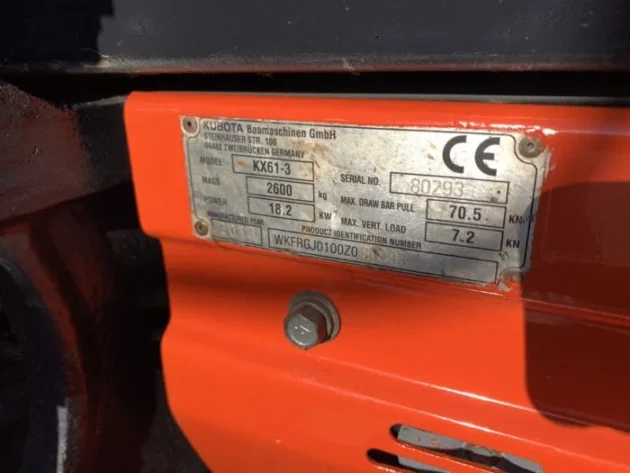 KUBOTA Baumaschinen GmbH
STEINHAUSER STR. 100
66482 ZWEIBRÜCKEN GERMANY
CE
MODEL KX61-3
SERIAL NO. 80293
MASS 2600 kg
MAX. DRAW BAR PULL 70.5 KN
POWER 18.2 KW
MAX. VERT. LOAD 7.2 KN
MANUFACTURED YEAR
PRODUCT IDENTIFICATION NUMBER
WKFRGJ0100Z0